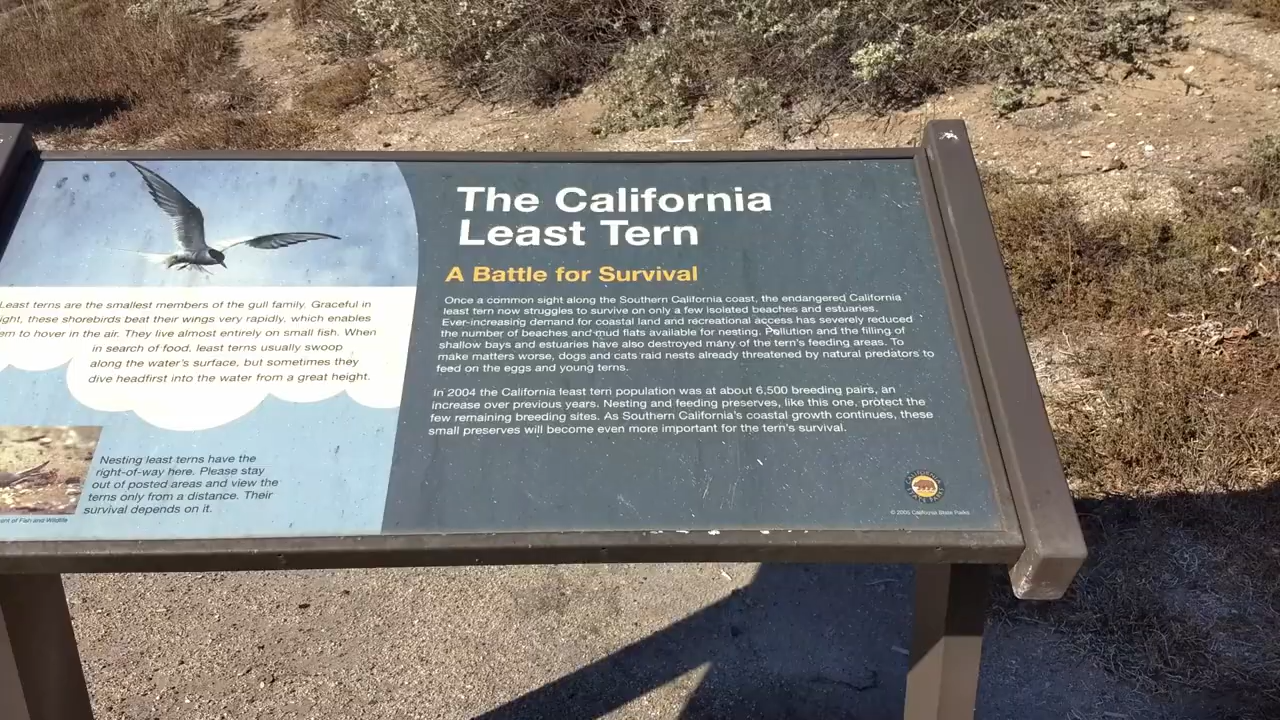 The California
Least Tern
A Battle for Survival
Once a common sight along the Southern California coast, the endangered California
least tern now struggles to survive on only a few isolated beaches and estuaries.
Ever-increasing demand for coastal land and recreational access has severely reduced
the number of beaches and mud flats available for nesting. Pollution and the filling of
shallow bays and estuaries have also destroyed many of the tern's feeding areas. To
make matters worse, dogs and cats raid nests already threatened by natural predators to
feed on the eggs and young terns.
In 2004 the California least tern population was at about 6,500 breeding pairs, an
increase over previous years. Nesting and feeding preserves, like this one, protect the
few remaining breeding sites. As Southern California's coastal growth continues, these
small preserves will become even more important for the tern's survival.
Least terns are the smallest members of the gull family. Graceful in
ight, these shorebirds beat their wings very rapidly, which enables
em to hover in the air. They live almost entirely on small fish. When
in search of food, least terns usually swoop
along the water's surface, but sometimes they
dive headfirst into the water from a great height.
Nesting least terns have the
right-of-way here. Please stay
out of posted areas and view the
terns only from a distance. Their
survival depends on it.
ent of Fish and Wildlife
CALIFORNIA
STATE PARKS
© 2005 California State Parks